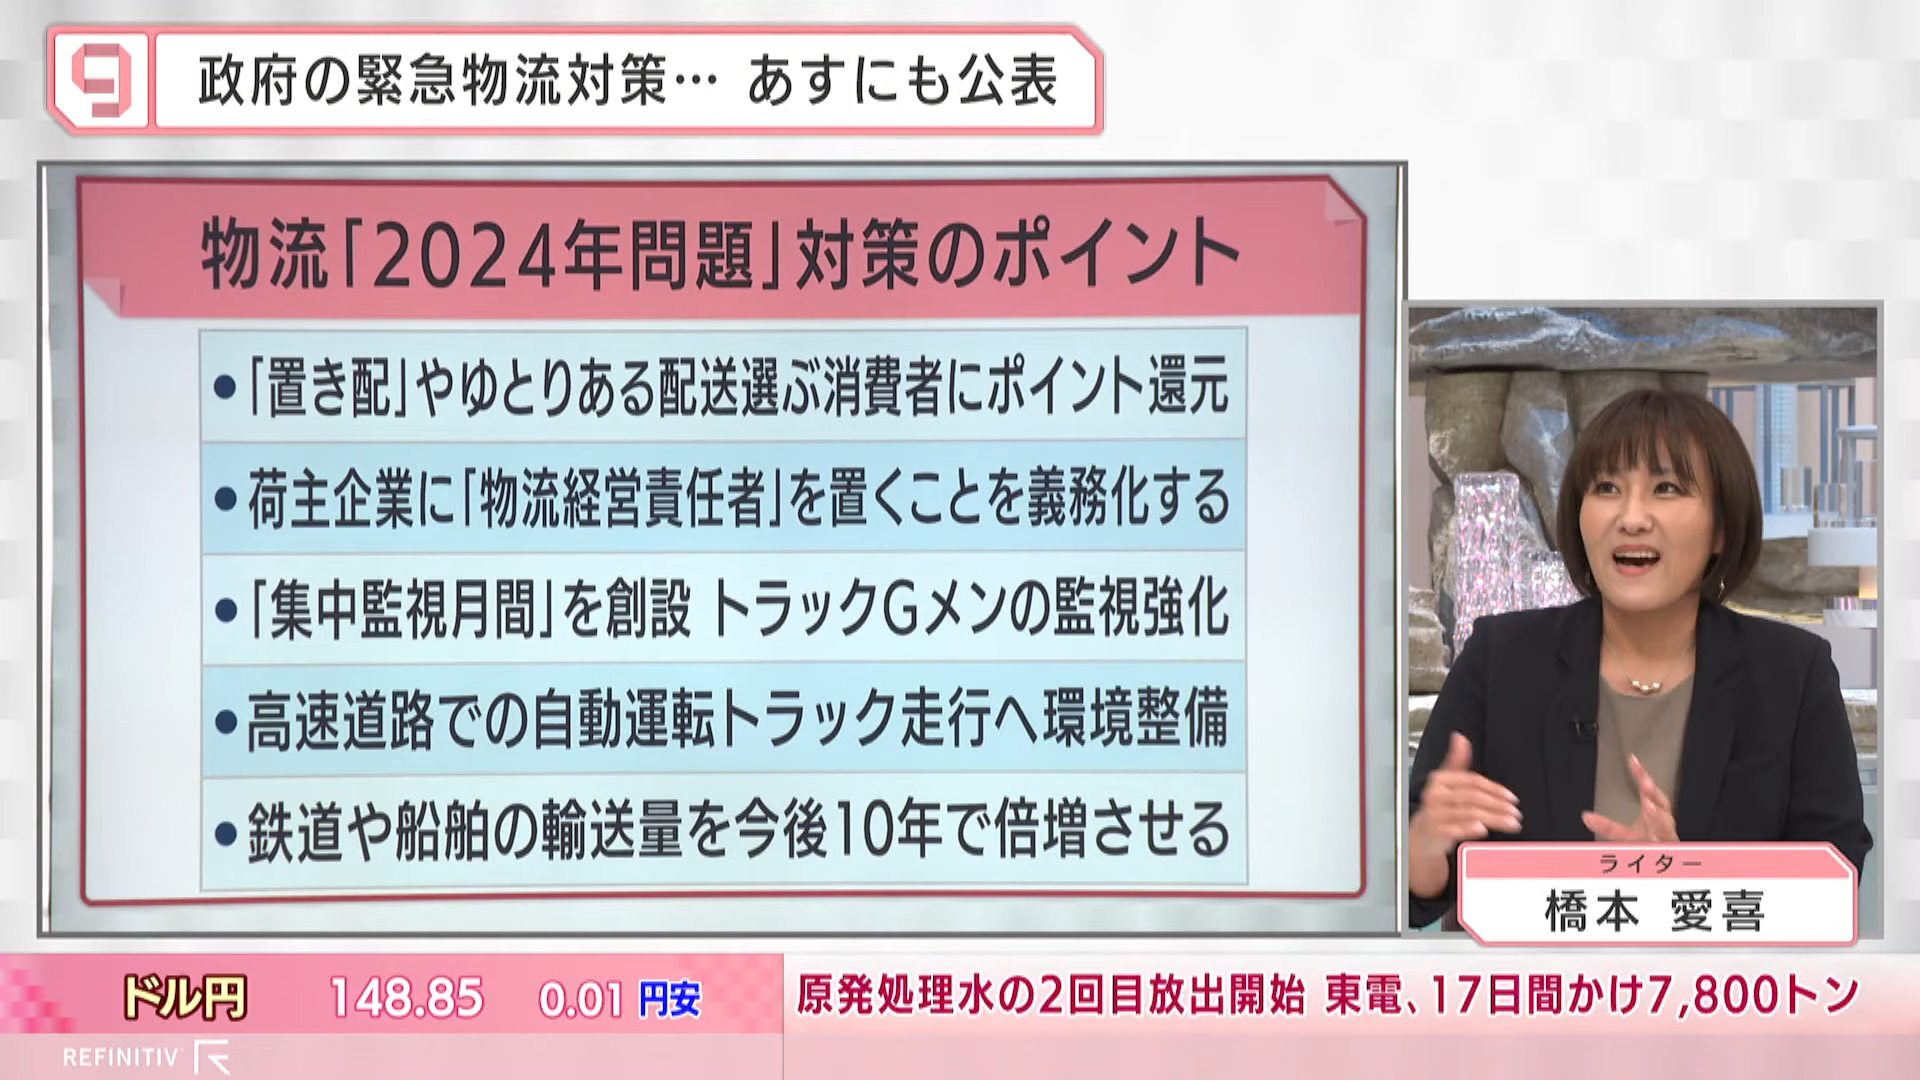 9
政府の緊急物流対策… あすにも公表
物流「2024年問題」対策のポイント
●「置き配」やゆとりある配送選ぶ消費者にポイント還元
●荷主企業に「物流経営責任者」を置くことを義務化する
●「集中監視月間」を創設 トラックGメンの監視強化
●高速道路での自動運転トラック走行へ環境整備
●鉄道や船舶の輸送量を今後10年で倍増させる
ライター
橋本 愛喜
ドル円 148.85 0.01 円安
原発処理水の2回目放出開始 東電、17日間かけ7,800トン
REFINITIV